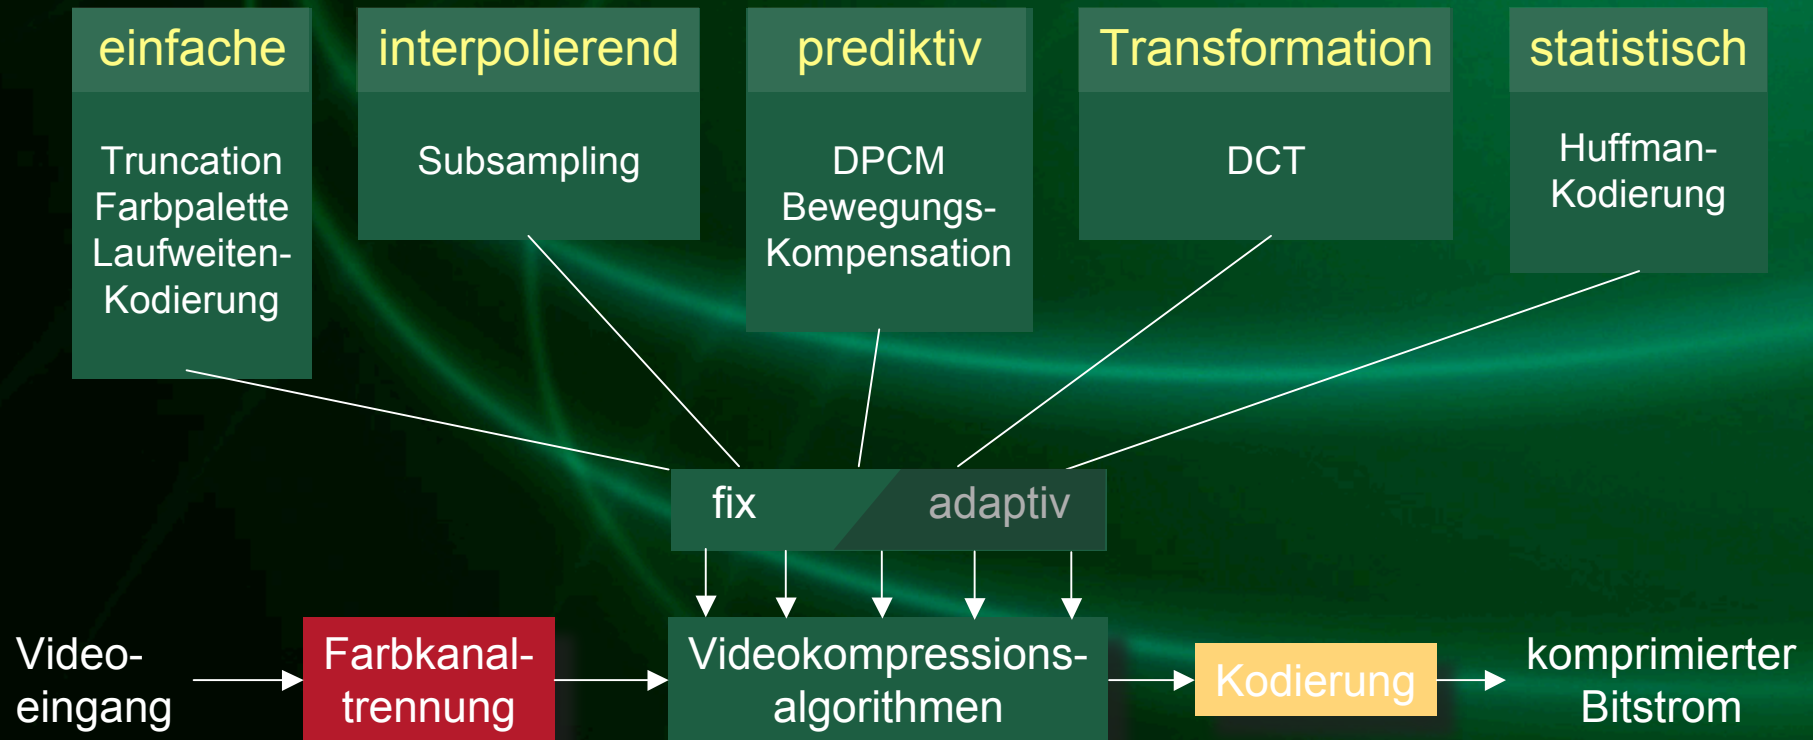 einfache
Truncation
Farbpalette
Laufweiten-
Kodierung
interpolierend
Subsampling
prediktiv
DPCM
Bewegungs-
Kompensation
Transformation
DCT
statistisch
Huffman-
Kodierung
fix
adaptiv
Video-
eingang
Farbkanal-
trennung
Videokompressions-
algorithmen
Kodierung
komprimierter
Bitstrom